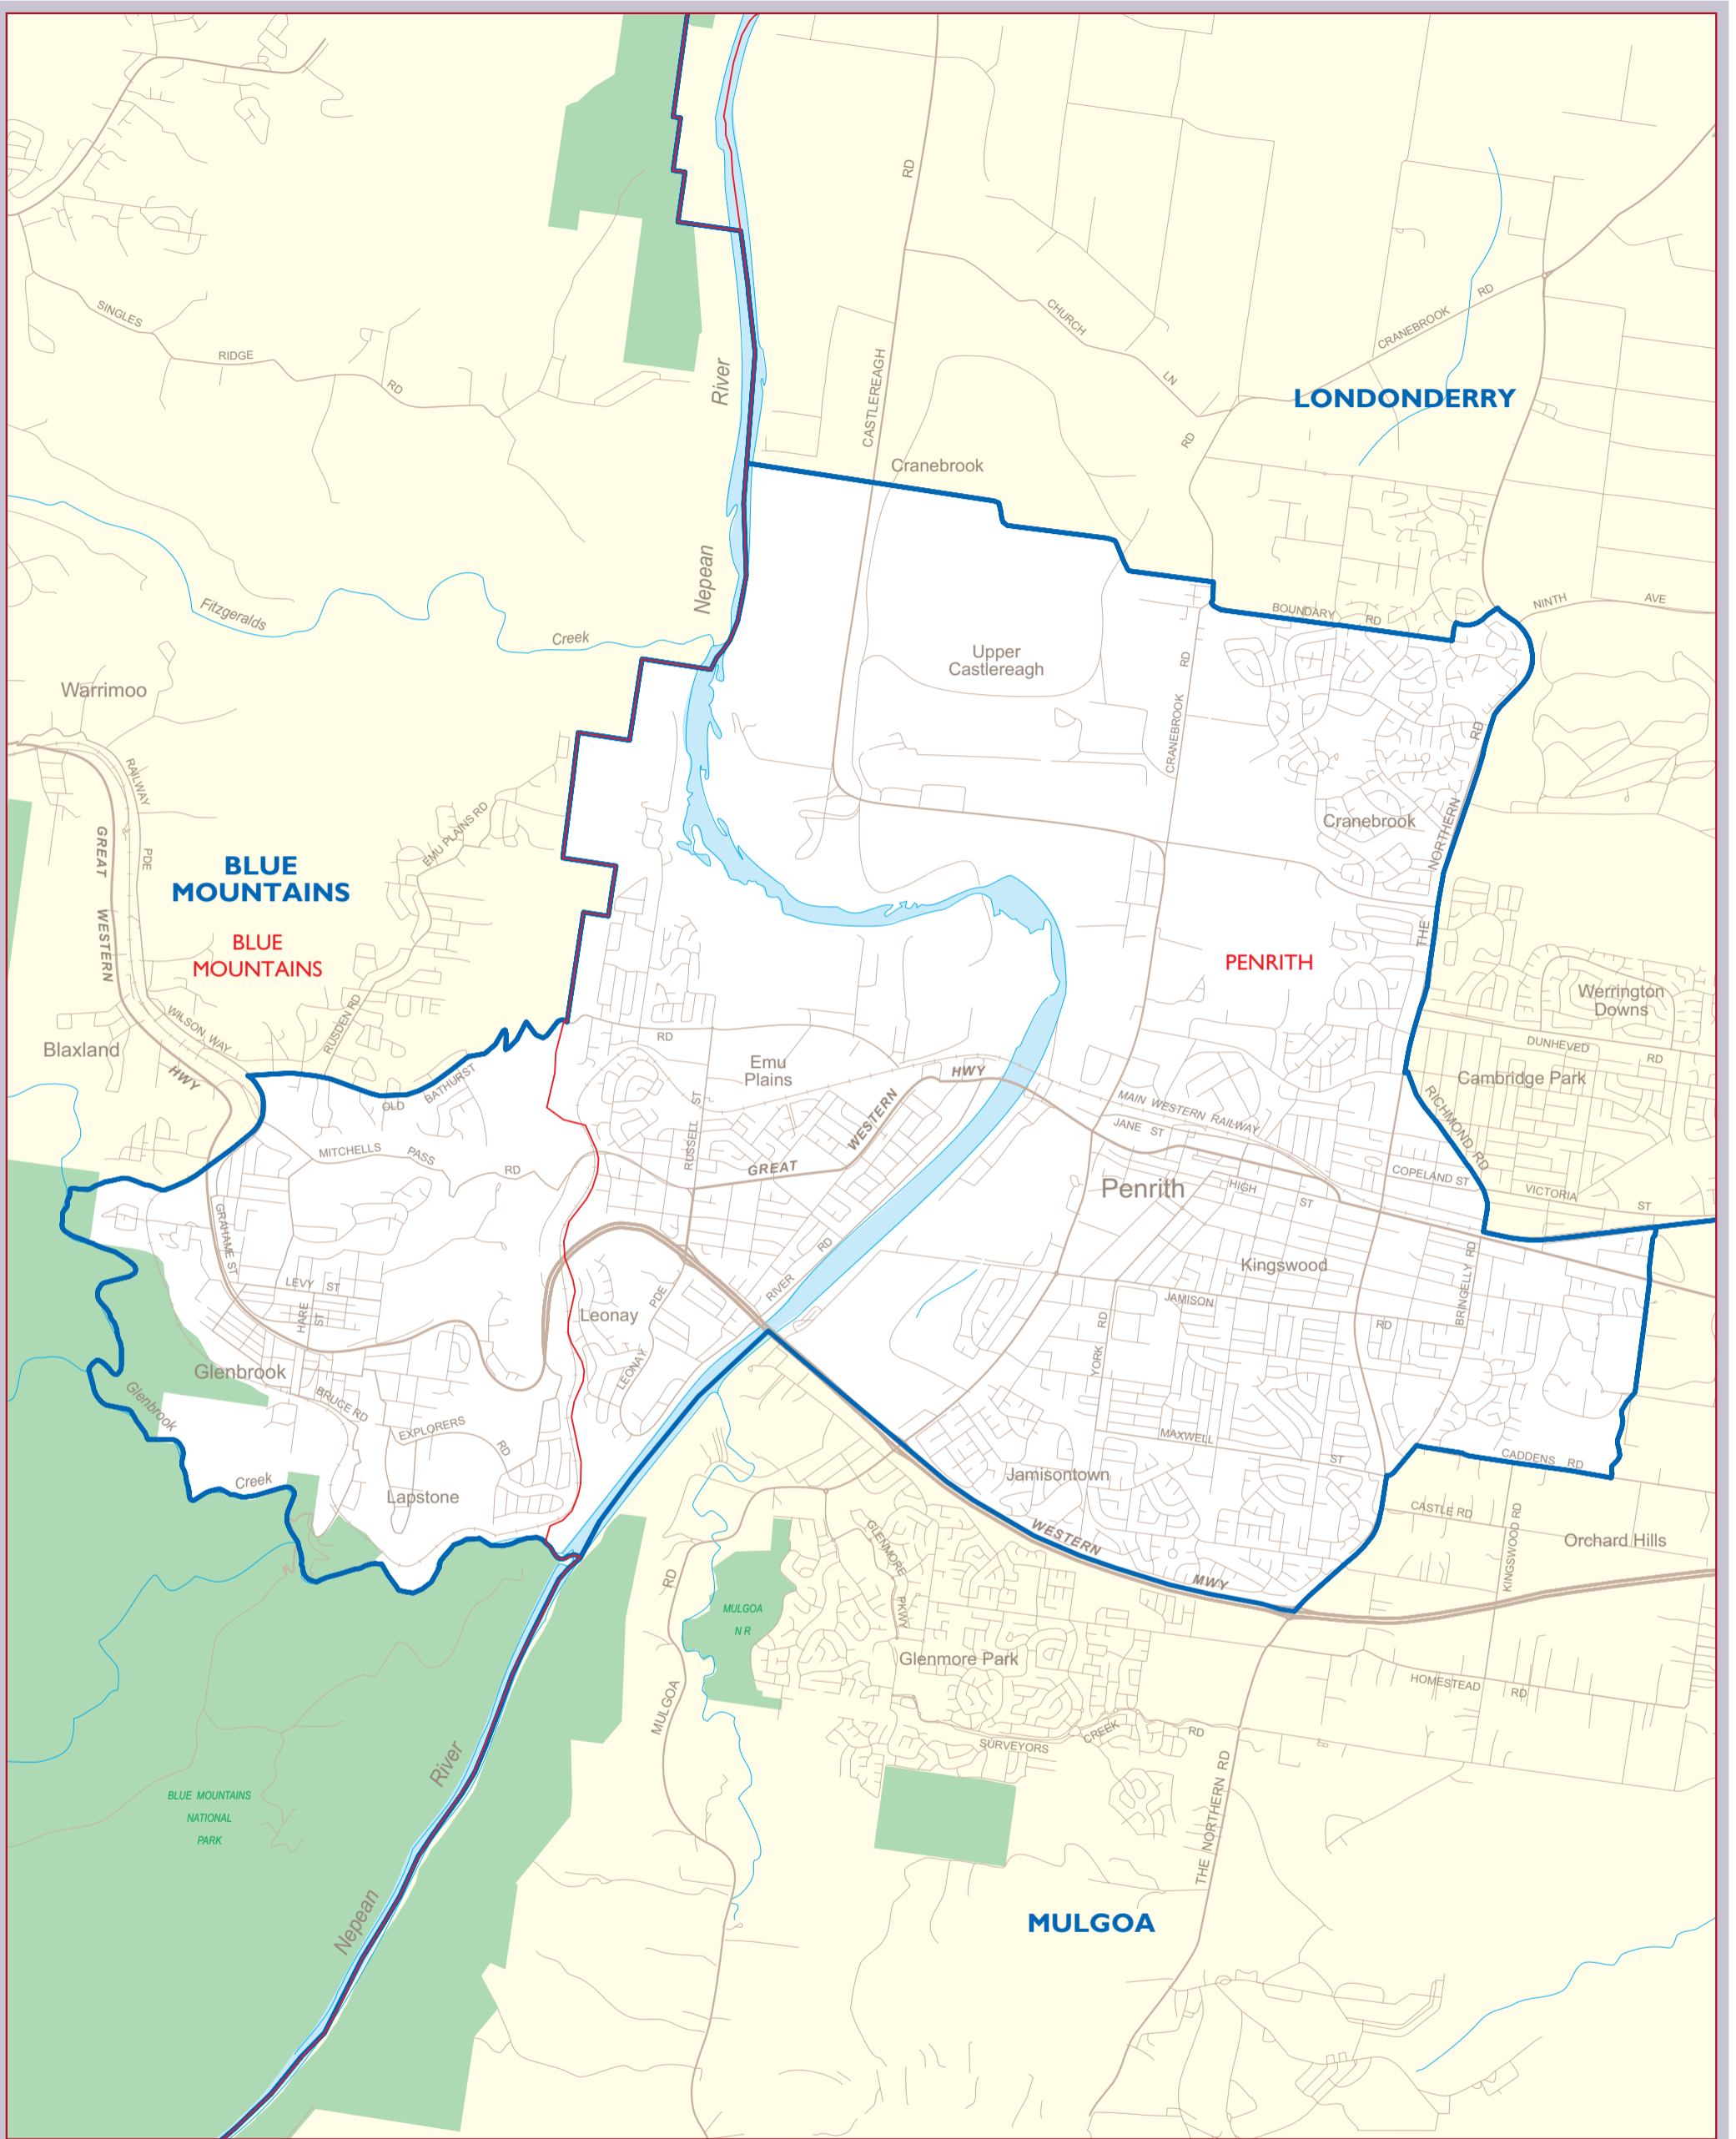 RD
SINGLES
RIDGE
RD
CHURCH
LN
CRANEBROOK
RD
River
CASTLEREAGH
LONDONDERRY
RD
Cranebrook
Nepean
Fitzgeralds
Creek
BOUNDARY
RD
NINTH
AVE
Upper
Castlereagh
RD
CRANEBROOK
Warrimoo
RAILWAY
PDE
GREAT
WESTERN
HWY
EMU PLAINS RD
RD
NORTHERN
THE
Cranebrook
BLUE
MOUNTAINS
BLUE
MOUNTAINS
PENRITH
Werrington
Downs
DUNHEVED
RD
Cambridge Park
RICHMOND RD
WILSON WAY
RUSDEN RD
Blaxland
OLD
BATHURST
RD
Emu
Plains
HWY
WESTERN
GREAT
RUSSELL
ST
MAIN WESTERN RAILWAY
JANE ST
MITCHELLS
PASS
RD
Penrith
HIGH
ST
COPELAND ST
VICTORIA
ST
GRAHAME ST
LEVY ST
HARE
ST
Leonay
LEONAY
PDE
RIVER
RD
Kingswood
BRINGELLY
RD
JAMISON
RD
YORK
RD
Glenbrook
BRUCE RD
Glenbrook
Creek
EXPLORERS
RD
Lapstone
MAXWELL
ST
Jamisontown
CADDENS
RD
CASTLE RD
KINGSWOOD RD
Orchard Hills
WESTERN
MWY
GLENMORE
PKWY
RD
MULGOA
MULGOA
N R
Glenmore Park
HOMESTEAD
RD
SURVEYORS
CREEK
RD
River
Nepean
BLUE MOUNTAINS
NATIONAL
PARK
THE NORTHERN RD
MULGOA